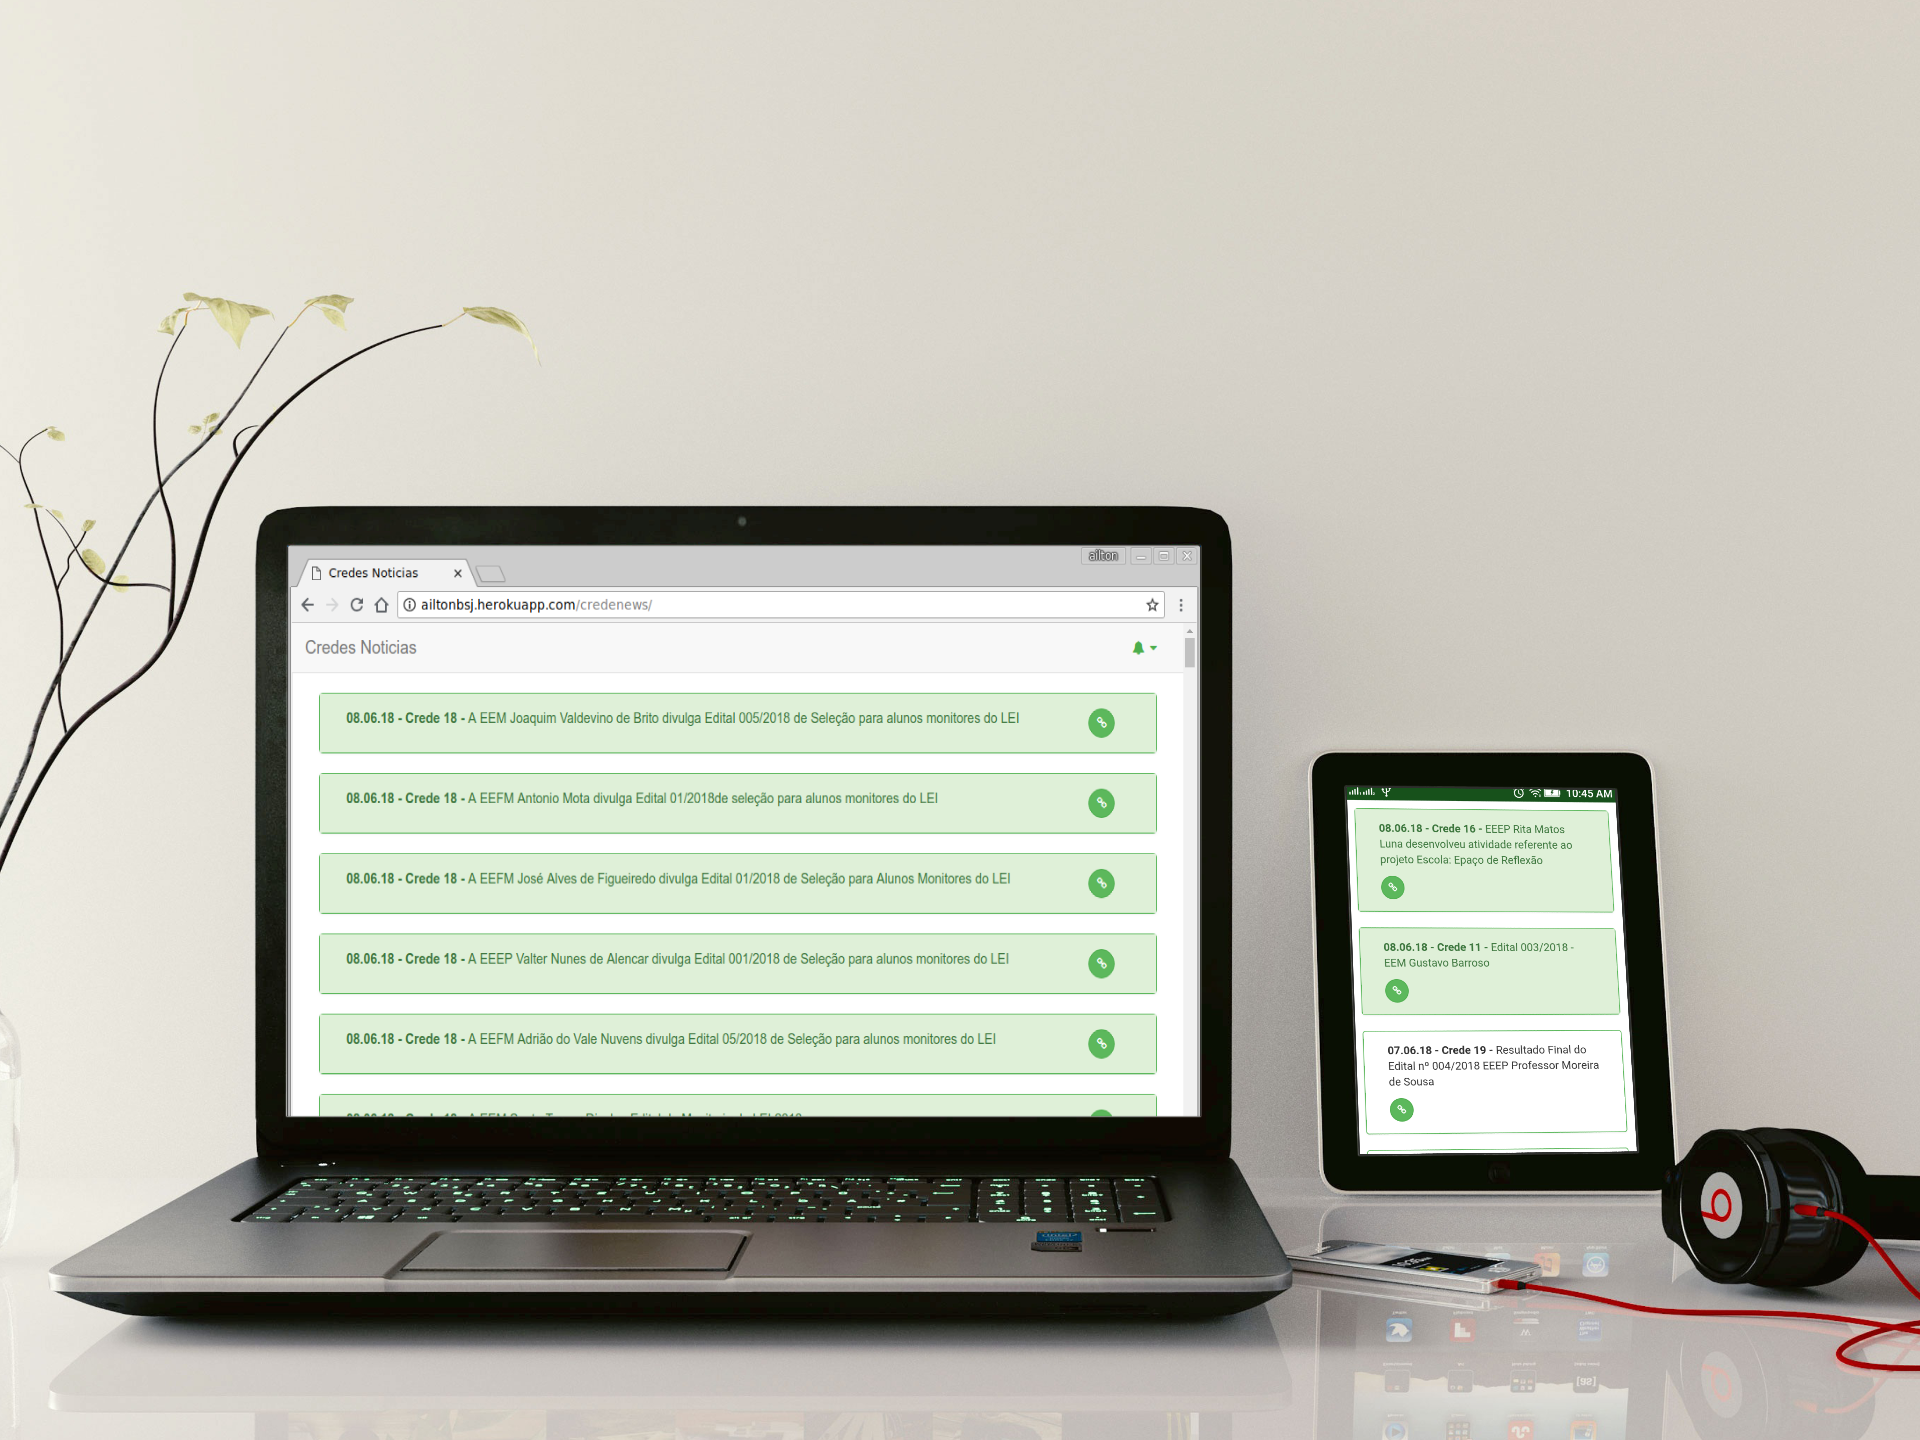 ailton
Credes Noticias
ailtonbsj.herokuapp.com/credenews/
Credes Noticias
08.06.18 - Crede 18 - A EEM Joaquim Valdevino de Brito divulga Edital 005/2018 de Seleção para alunos monitores do LEI
08.06.18 - Crede 18 - A EEFM Antonio Mota divulga Edital 01/2018de seleção para alunos monitores do LEI
08.06.18 - Crede 18 - A EEFM José Alves de Figueiredo divulga Edital 01/2018 de Seleção para Alunos Monitores do LEI
08.06.18 - Crede 18 - A EEEP Valter Nunes de Alencar divulga Edital 001/2018 de Seleção para alunos monitores do LEI
08.06.18 - Crede 18 - A EEFM Adrião do Vale Nuvens divulga Edital 05/2018 de Seleção para alunos monitores do LEI
10:45 AM
08.06.18 - Crede 16 - EEEP Rita Matos
Luna desenvolveu atividade referente ao
projeto Escola: Epaço de Reflexão
08.06.18 - Crede 11 - Edital 003/2018 -
EEM Gustavo Barroso
07.06.18 - Crede 19 - Resultado Final do
Edital nº 004/2018 EEEP Professor Moreira
de Sousa